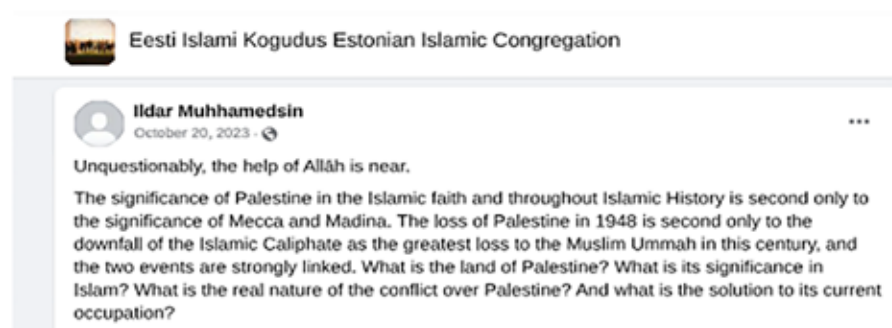 Eesti Islami Kogudus Estonian Islamic Congregation
Ildar Muhhamedsin
October 20, 2023 ·
Unquestionably, the help of Allâh is near.
The significance of Palestine in the Islamic faith and throughout Islamic History is second only to
the significance of Mecca and Madina. The loss of Palestine in 1948 is second only to the
downfall of the Islamic Caliphate as the greatest loss to the Muslim Ummah in this century, and
the two events are strongly linked. What is the land of Palestine? What is its significance in
Islam? What is the real nature of the conflict over Palestine? And what is the solution to its current
occupation?